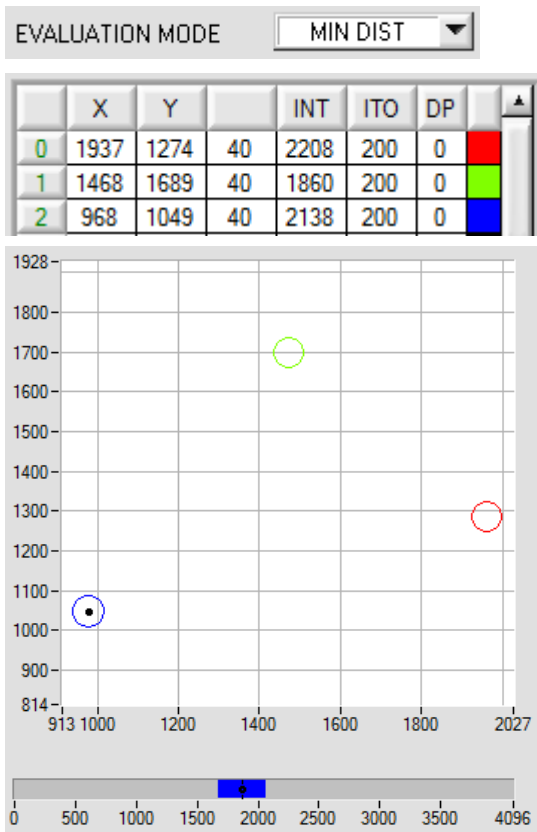 EVALUATION MODE MIN DIST
X Y INT ITO DP
0 1937 1274 40 2208 200 0
1 1468 1689 40 1860 200 0
2 968 1049 40 2138 200 0
1928
1800
1700
1600
1500
1400
1300
1200
1100
1000
900
814
913 1000 1200 1400 1600 1800 2027
0 500 1000 1500 2000 2500 3000 3500 4096